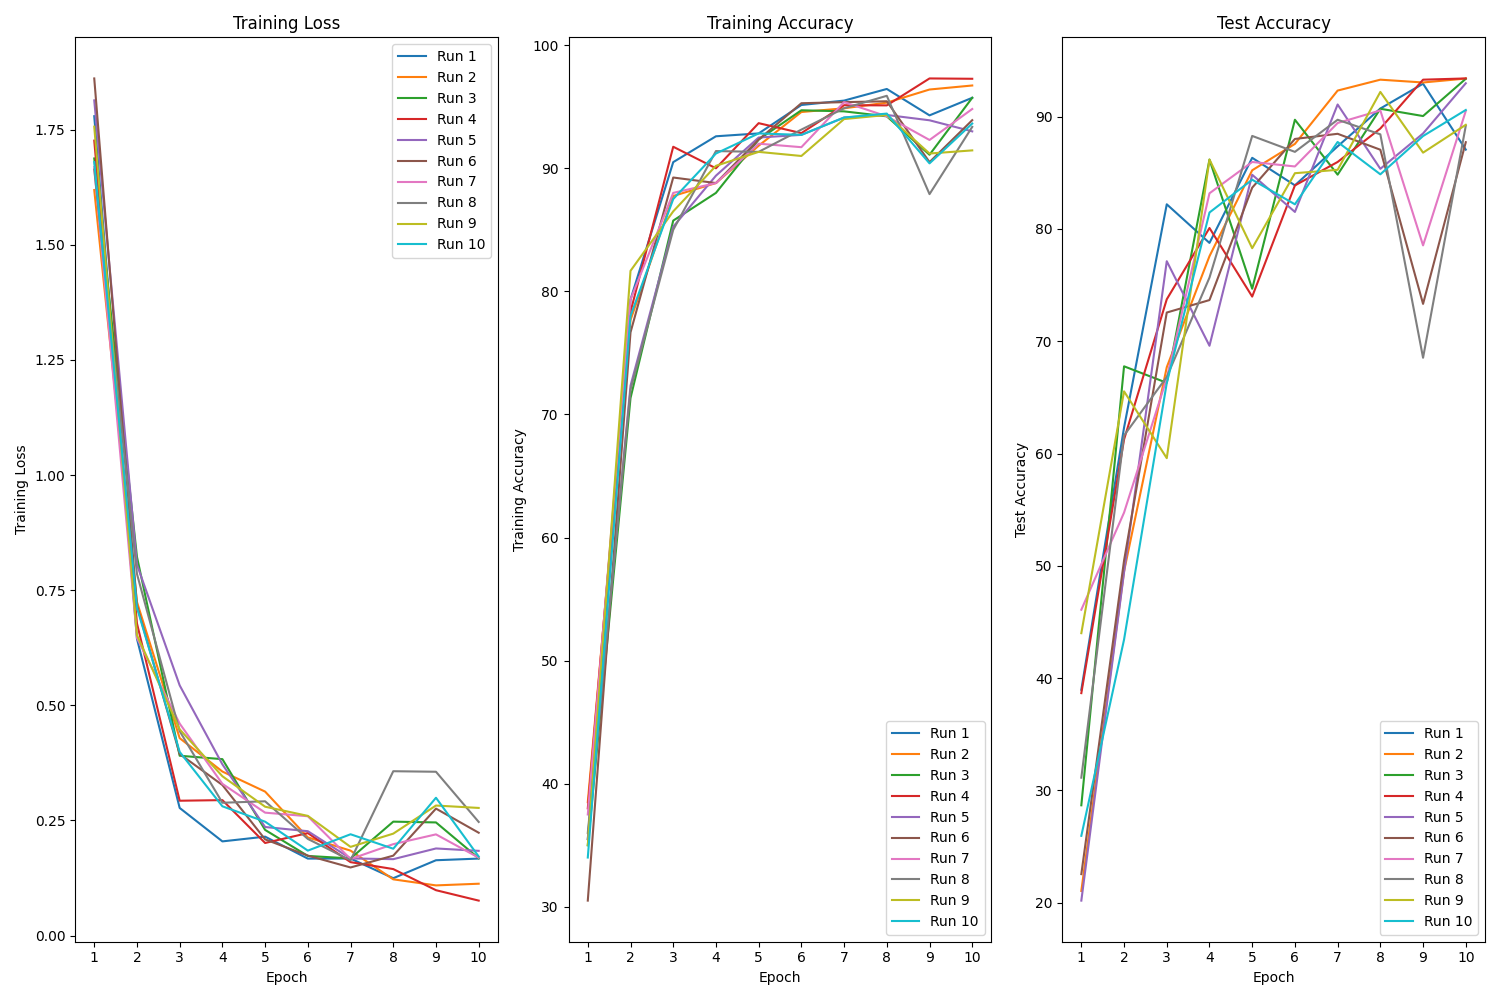 Training Loss
Training Loss
1.75
1.50
1.25
1.00
0.75
0.50
0.25
0.00
1 2 3 4 5 6 7 8 9 10
Epoch
Run 1
Run 2
Run 3
Run 4
Run 5
Run 6
Run 7
Run 8
Run 9
Run 10
Training Accuracy
Training Accuracy
100
90
80
70
60
50
40
30
1 2 3 4 5 6 7 8 9 10
Epoch
Run 1
Run 2
Run 3
Run 4
Run 5
Run 6
Run 7
Run 8
Run 9
Run 10
Test Accuracy
Test Accuracy
90
80
70
60
50
40
30
20
1 2 3 4 5 6 7 8 9 10
Epoch
Run 1
Run 2
Run 3
Run 4
Run 5
Run 6
Run 7
Run 8
Run 9
Run 10